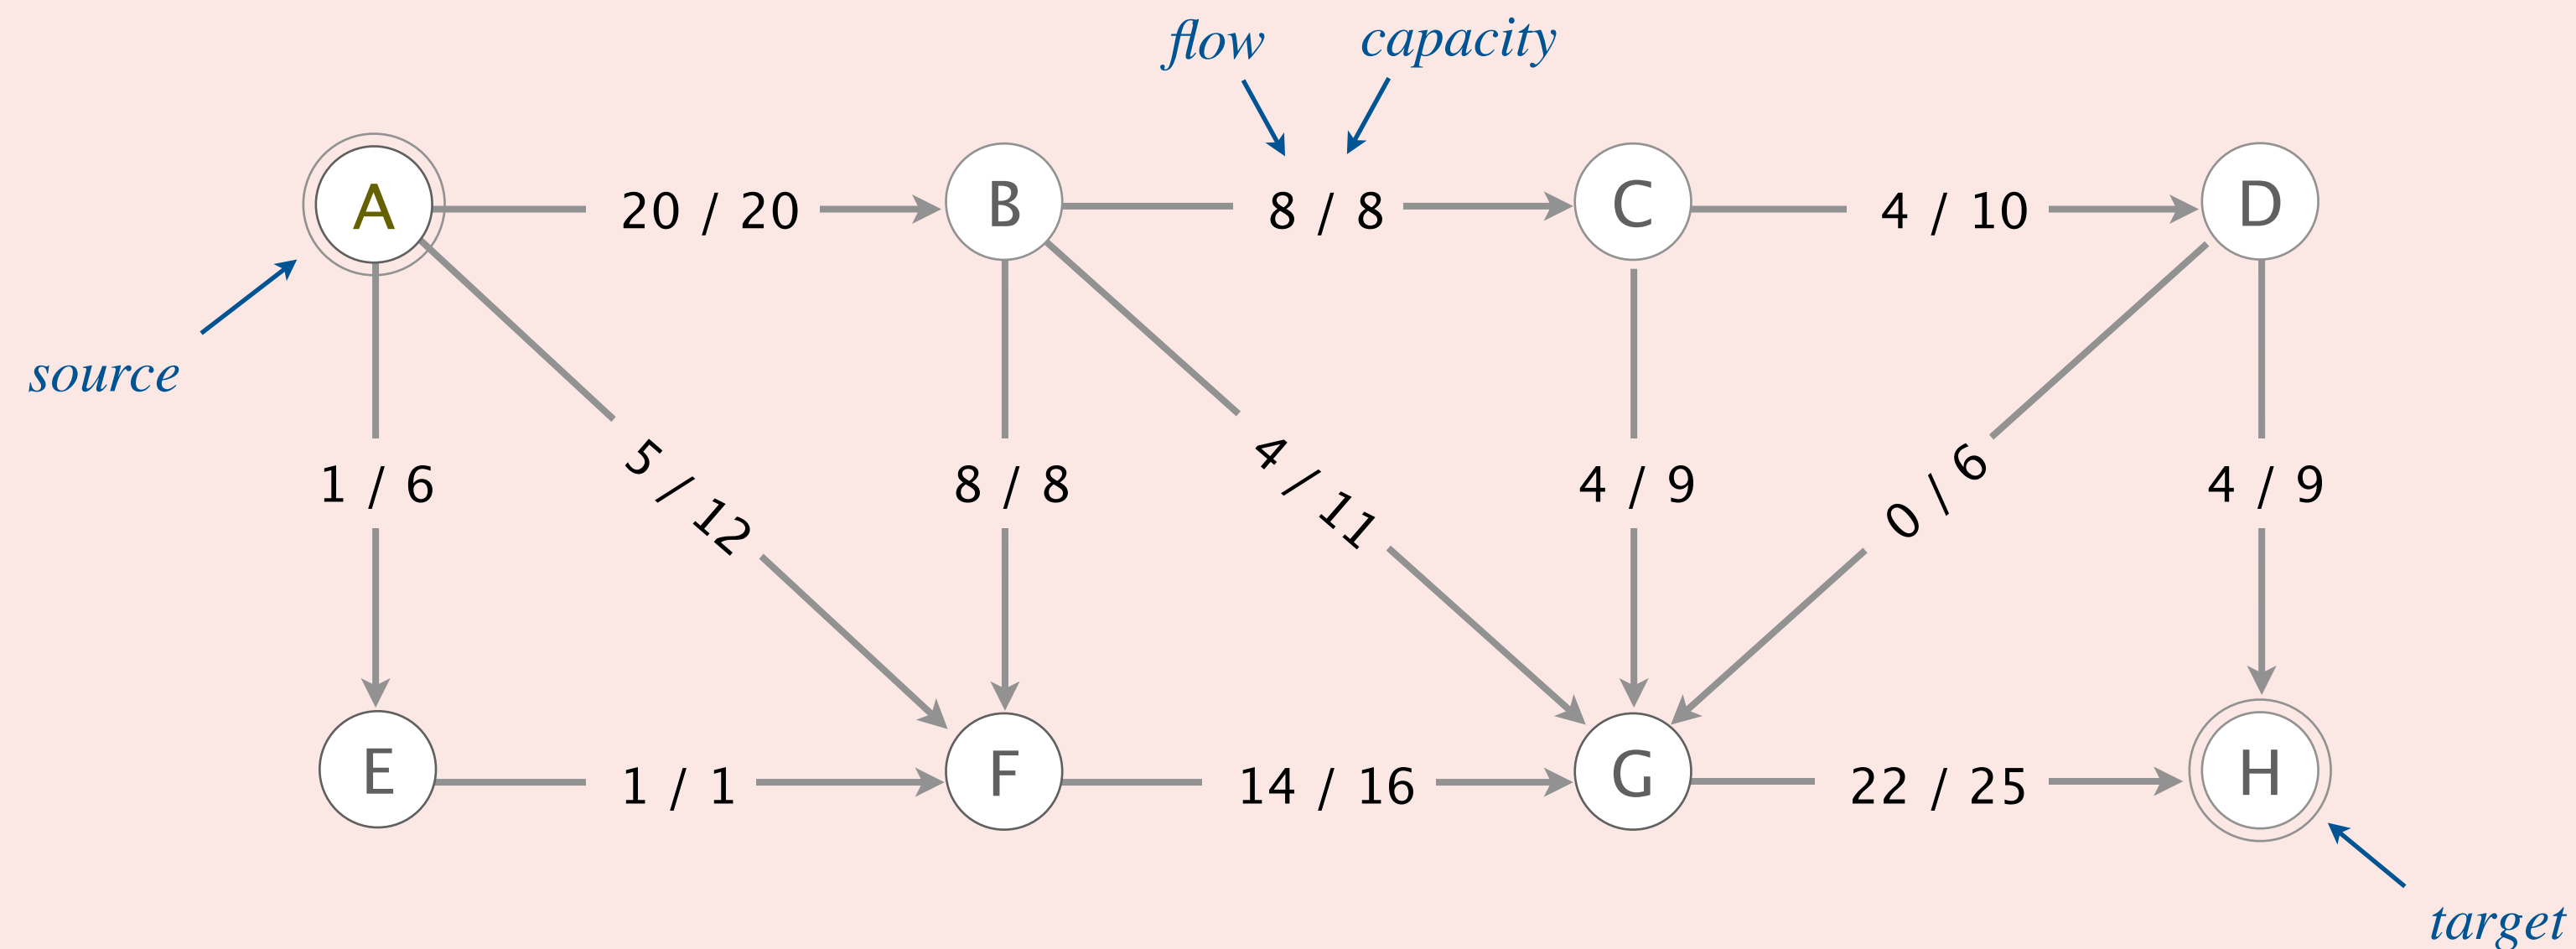 flow
capacity
A
20 / 20
B
8 / 8
C
4 / 10
D
source
1 / 6
5 / 12
8 / 8
4 / 11
4 / 9
0 / 6
4 / 9
E
1 / 1
F
14 / 16
G
22 / 25
H
target